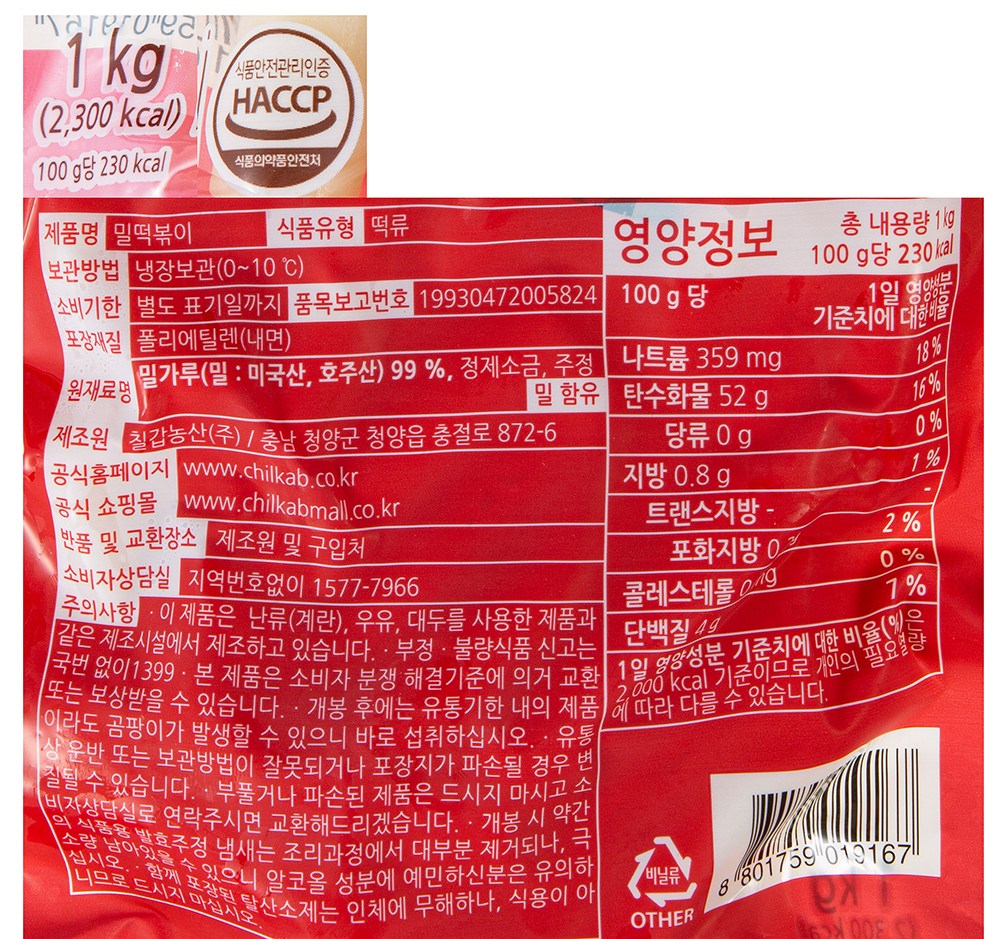 1 kg
(2,300 kcal)
100 g당 230 kcal
식품안전관리인증
HACCP
식품의약품안전처
제품명 밀떡볶이 식품유형 떡류
보관방법 냉장보관(0~10 ℃)
소비기한 별도 표기일까지 품목보고번호 19930472005824
포장재질 폴리에틸렌(내면)
원재료명 밀가루(밀 : 미국산, 호주산) 99 %, 정제소금, 주정
밀 함유
제조원 칠갑농산(주) / 충남 청양군 청양읍 충절로 872-6
공식홈페이지 www.chilkab.co.kr
공식 쇼핑몰 www.chilkabmall.co.kr
반품 및 교환장소 제조원 및 구입처
소비자상담실 지역번호없이 1577-7966
주의사항 · 이 제품은 난류(계란), 우유, 대두를 사용한 제품과
같은 제조시설에서 제조하고 있습니다. · 부정 · 불량식품 신고는
국번 없이1399 · 본 제품은 소비자 분쟁 해결기준에 의거 교환
또는 보상받을 수 있습니다. · 개봉 후에는 유통기한 내의 제품
이라도 곰팡이가 발생할 수 있으니 바로 섭취하십시오. · 유통
상 운반 또는 보관방법이 잘못되거나 포장지가 파손될 경우 변
질될 수 있습니다. · 부풀거나 파손된 제품은 드시지 마시고 소
비자상담실로 연락주시면 교환해드리겠습니다. · 개봉 시 약간
의 식품용 발효주정 냄새는 조리과정에서 대부분 제거되나, 극
소량 남아있을 수 있으니 알코올 성분에 예민하신분은 유의하
십시오. · 함께 포장된 탈산소제는 인체에 무해하나, 식용이 아
니므로 드시지 마십시오.
영양정보 총 내용량 1 kg
100 g당 230 kcal
100 g 당 1일 영양성분
기준치에 대한 비율
나트륨 359 mg 18 %
탄수화물 52 g 16 %
당류 0 g 0 %
지방 0.8 g 1 %
트랜스지방 - -
포화지방 2 %
콜레스테롤 0 %
단백질 4 g 7 %
1일 영양성분 기준치에 대한 비율(%)은
2,000 kcal 기준이므로 개인의 필요열량
에 따라 다를 수 있습니다.
비닐류
OTHER
8 801759 019167